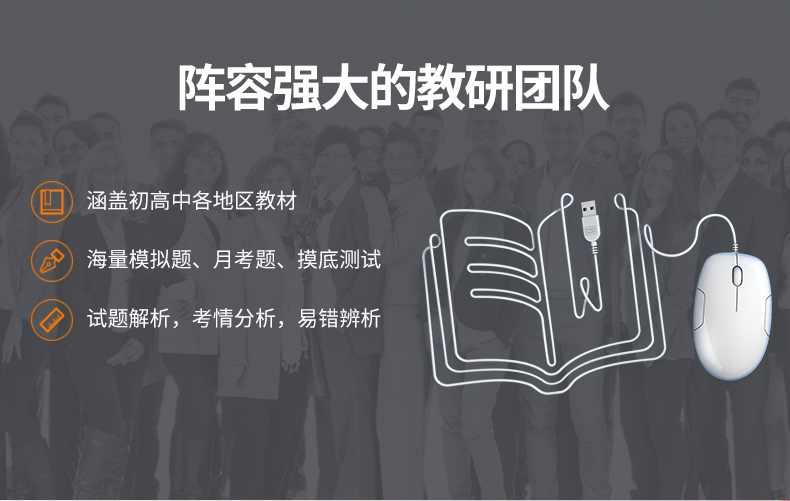 阵容强大的教研团队
涵盖初高中各地区教材
海量模拟题、月考题、摸底测试
试题解析，考情分析，易错辨析